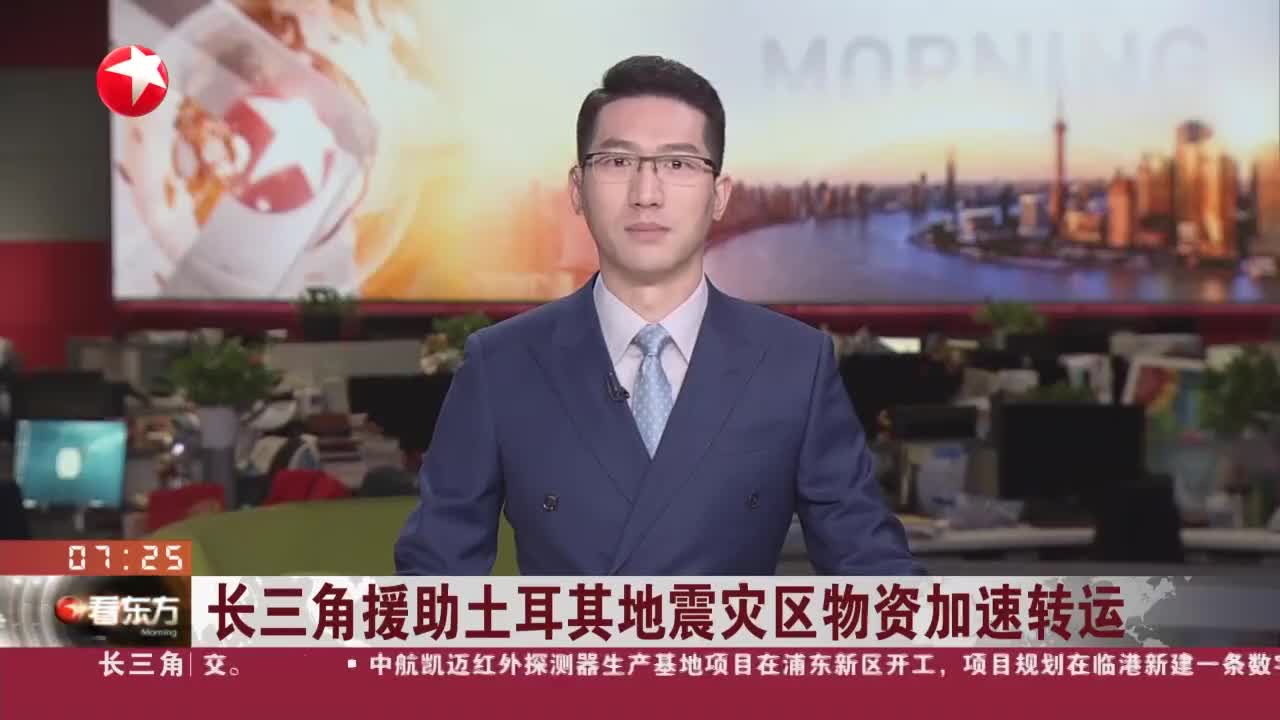 MORNING
07:25
看东方
Morning
长三角援助土耳其地震灾区物资加速转运
长三角 交。 ▪ 中航凯迈红外探测器生产基地项目在浦东新区开工，项目规划在临港新建一条数字